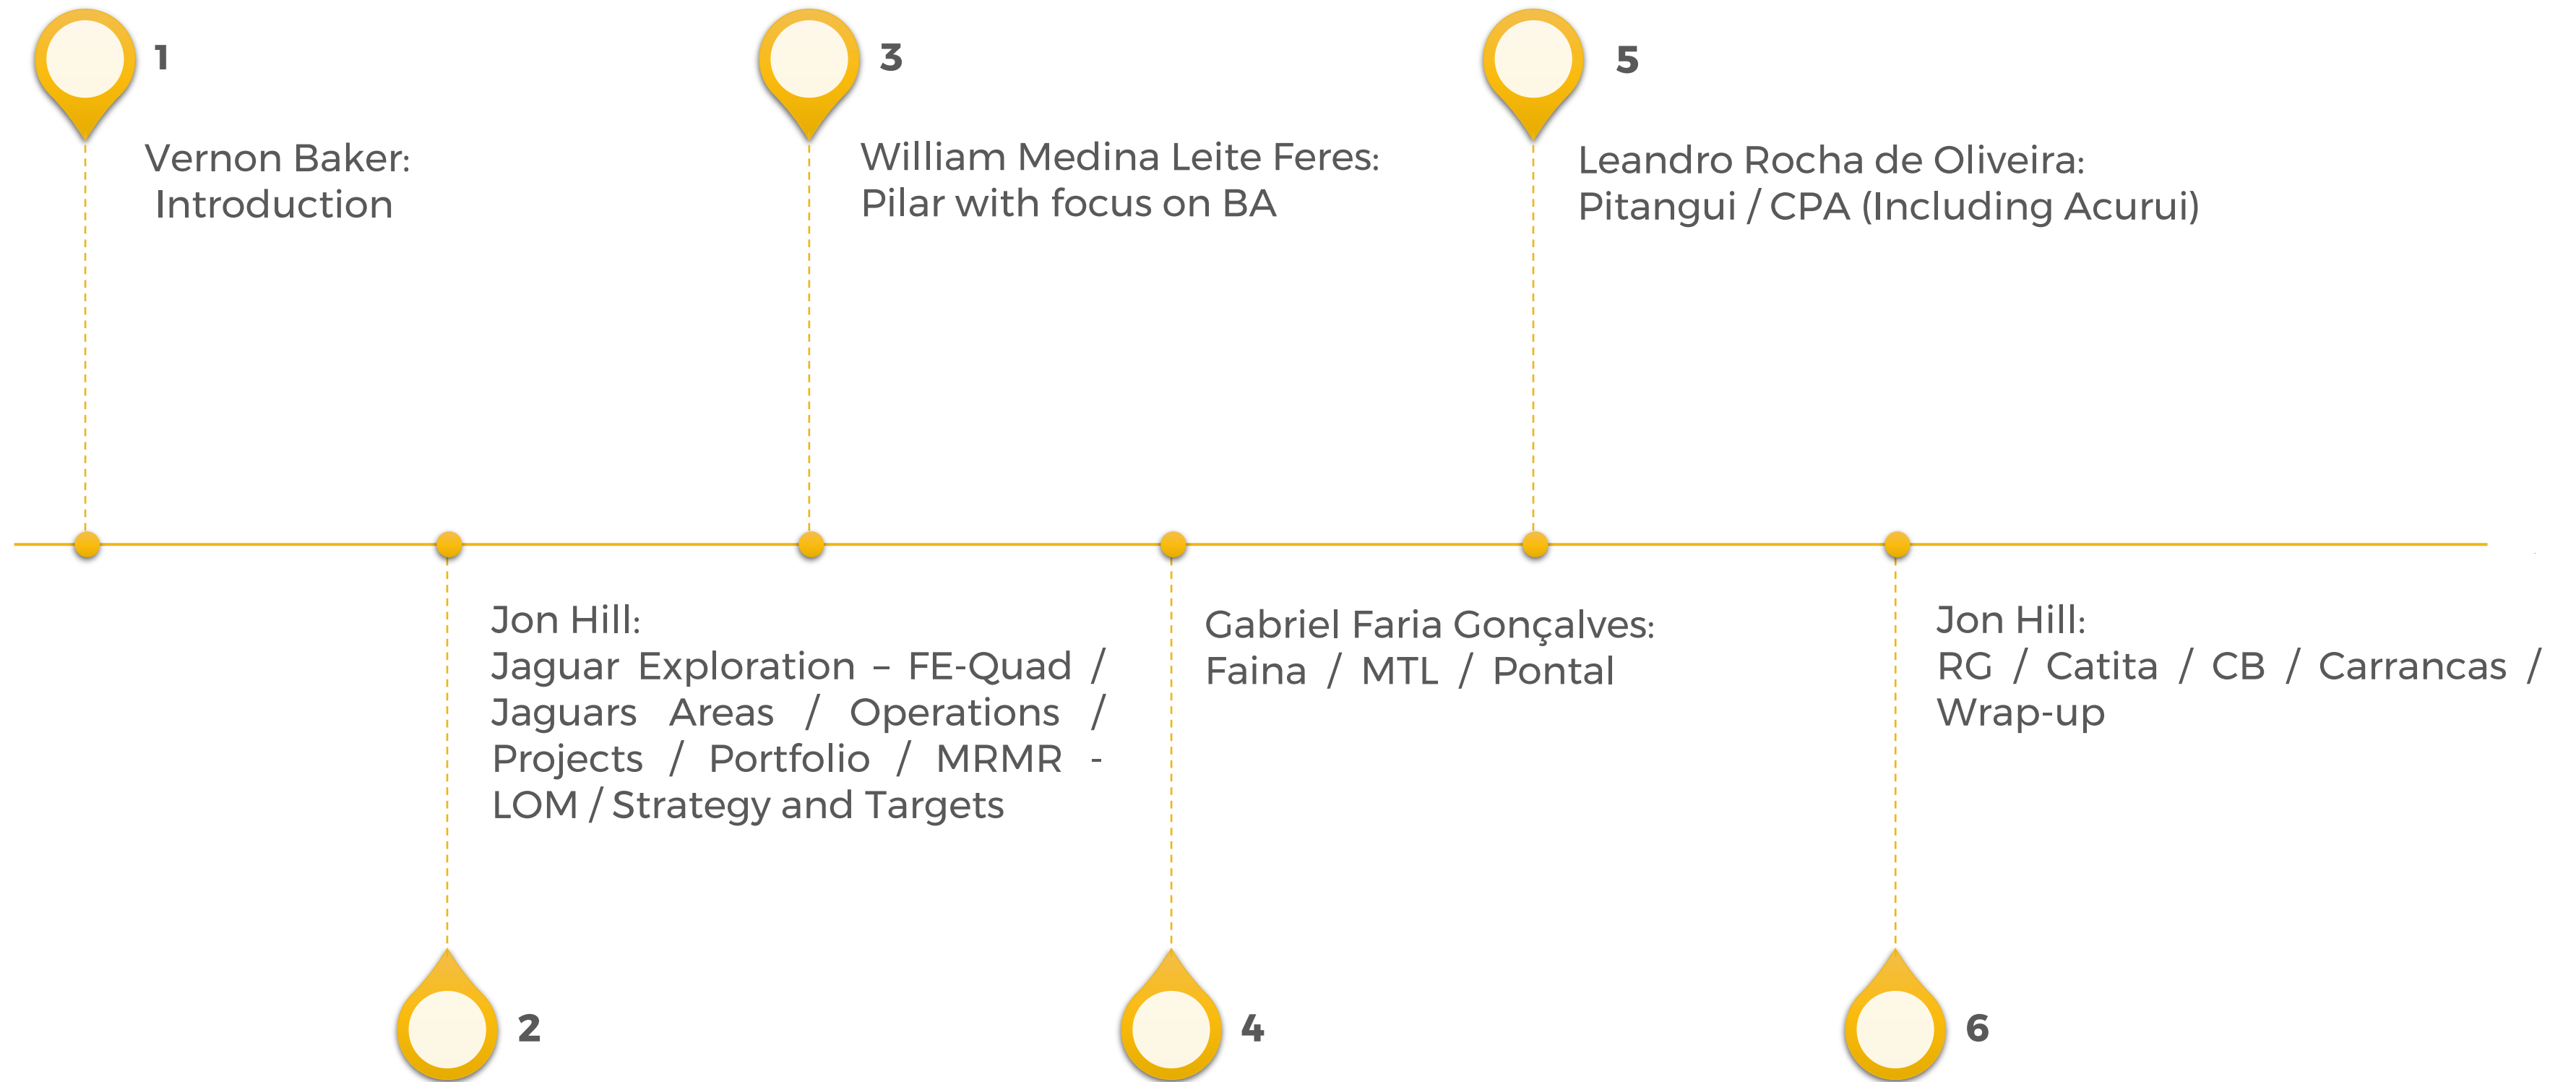 1
Vernon Baker:
Introduction
2
Jon Hill:
Jaguar Exploration – FE-Quad /
Jaguars Areas / Operations /
Projects / Portfolio / MRMR -
LOM / Strategy and Targets
3
William Medina Leite Feres:
Pilar with focus on BA
4
Gabriel Faria Gonçalves:
Faina / MTL / Pontal
5
Leandro Rocha de Oliveira:
Pitangui / CPA (Including Acurui)
6
Jon Hill:
RG / Catita / CB / Carrancas /
Wrap-up